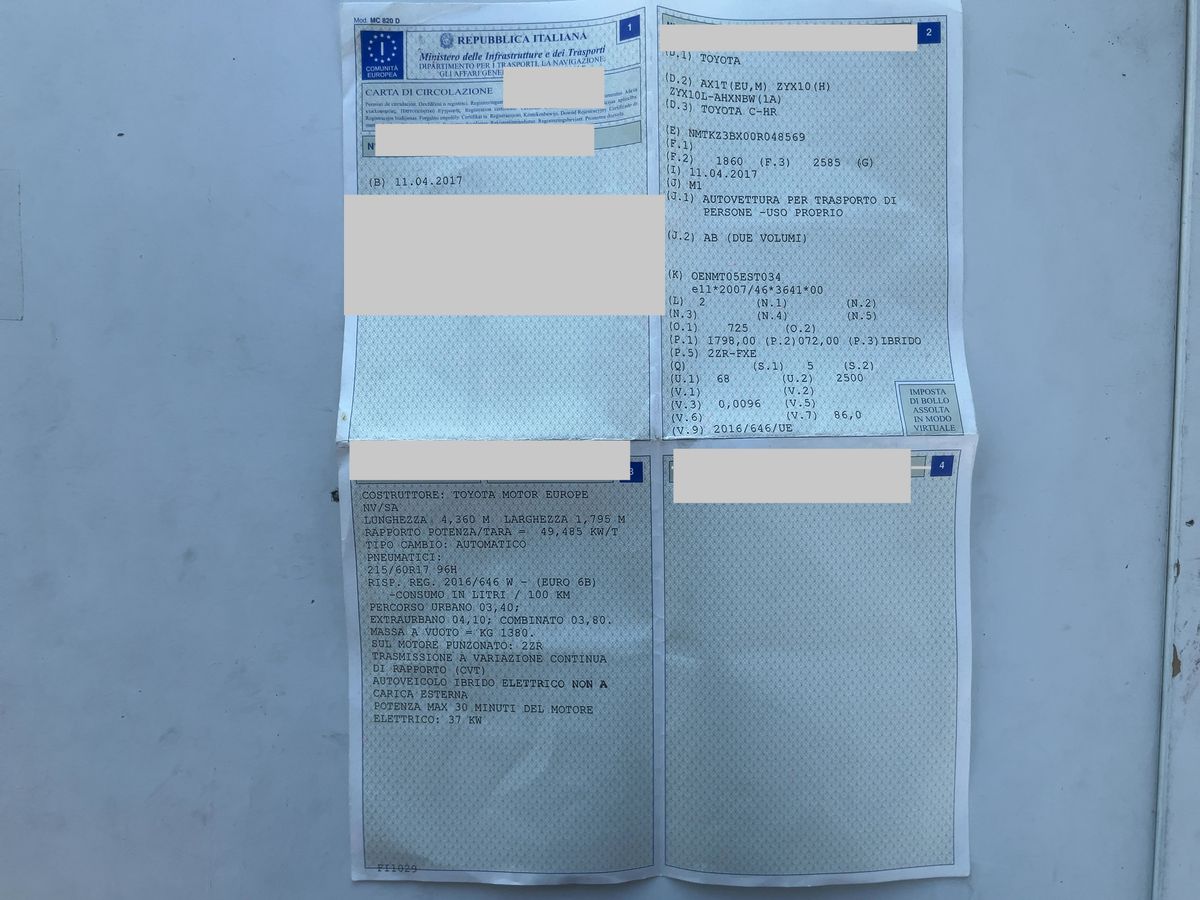 Mod. MC 820 D
1
I
COMUNITÀ
EUROPEA
REPUBBLICA ITALIANA
Ministero delle Infrastrutture e dei Trasporti
DIPARTIMENTO PER I TRASPORTI, LA NAVIGAZIONE,
GLI AFFARI GENE
CARTA DI CIRCOLAZIONE
N
(B) 11.04.2017
2
(D.1) TOYOTA
(D.2) AX1T(EU,M) ZYX10(H)
ZYX10L-AHXNBW(1A)
(D.3) TOYOTA C-HR
(E) NMTKZ3BX00R048569
(F.1)
(F.2) 1860 (F.3) 2585 (G)
(I) 11.04.2017
(J) M1
(J.1) AUTOVETTURA PER TRASPORTO DI
PERSONE -USO PROPRIO
(J.2) AB (DUE VOLUMI)
(K) OENMT05EST034
e11*2007/46*3641*00
(L) 2 (N.1) (N.2)
(N.3) (N.4) (N.5)
(O.1) 725 (O.2)
(P.1) 1798,00 (P.2)072,00 (P.3)IBRIDO
(P.5) 2ZR-FXE
(Q) (S.1) 5 (S.2)
(U.1) 68 (U.2) 2500
(V.1) (V.2)
(V.3) 0,0096 (V.5)
(V.6) (V.7) 86,0
(V.9) 2016/646/UE
IMPOSTA
DI BOLLO
ASSOLTA
IN MODO
VIRTUALE
3
COSTRUTTORE: TOYOTA MOTOR EUROPE
NV/SA
LUNGHEZZA 4,360 M LARGHEZZA 1,795 M
RAPPORTO POTENZA/TARA = 49,485 KW/T
TIPO CAMBIO: AUTOMATICO
PNEUMATICI:
215/60R17 96H
RISP. REG. 2016/646 W - (EURO 6B)
-CONSUMO IN LITRI / 100 KM
PERCORSO URBANO 03,40;
EXTRAURBANO 04,10; COMBINATO 03,80.
MASSA A VUOTO = KG 1380.
SUL MOTORE PUNZONATO: 2ZR
TRASMISSIONE A VARIAZIONE CONTINUA
DI RAPPORTO (CVT)
AUTOVEICOLO IBRIDO ELETTRICO NON A
CARICA ESTERNA
POTENZA MAX 30 MINUTI DEL MOTORE
ELETTRICO: 37 KW
FI1029
4